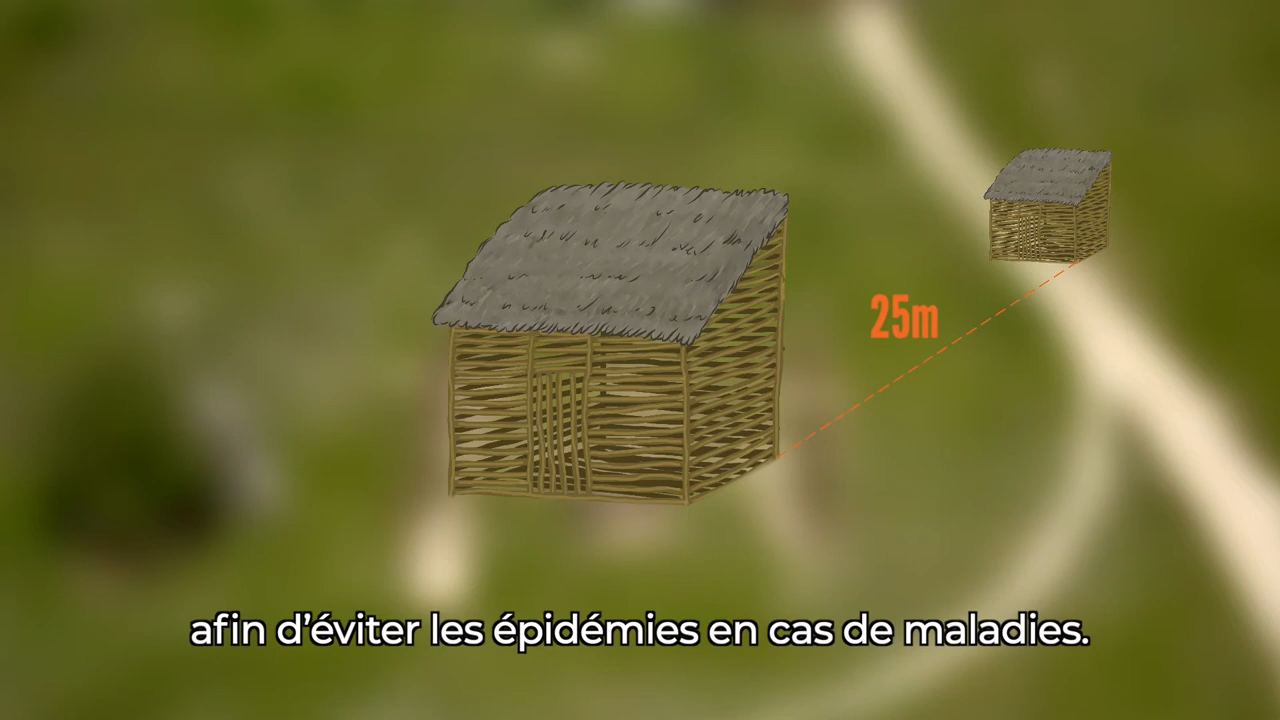 25m
afin d’éviter les épidémies en cas de maladies.